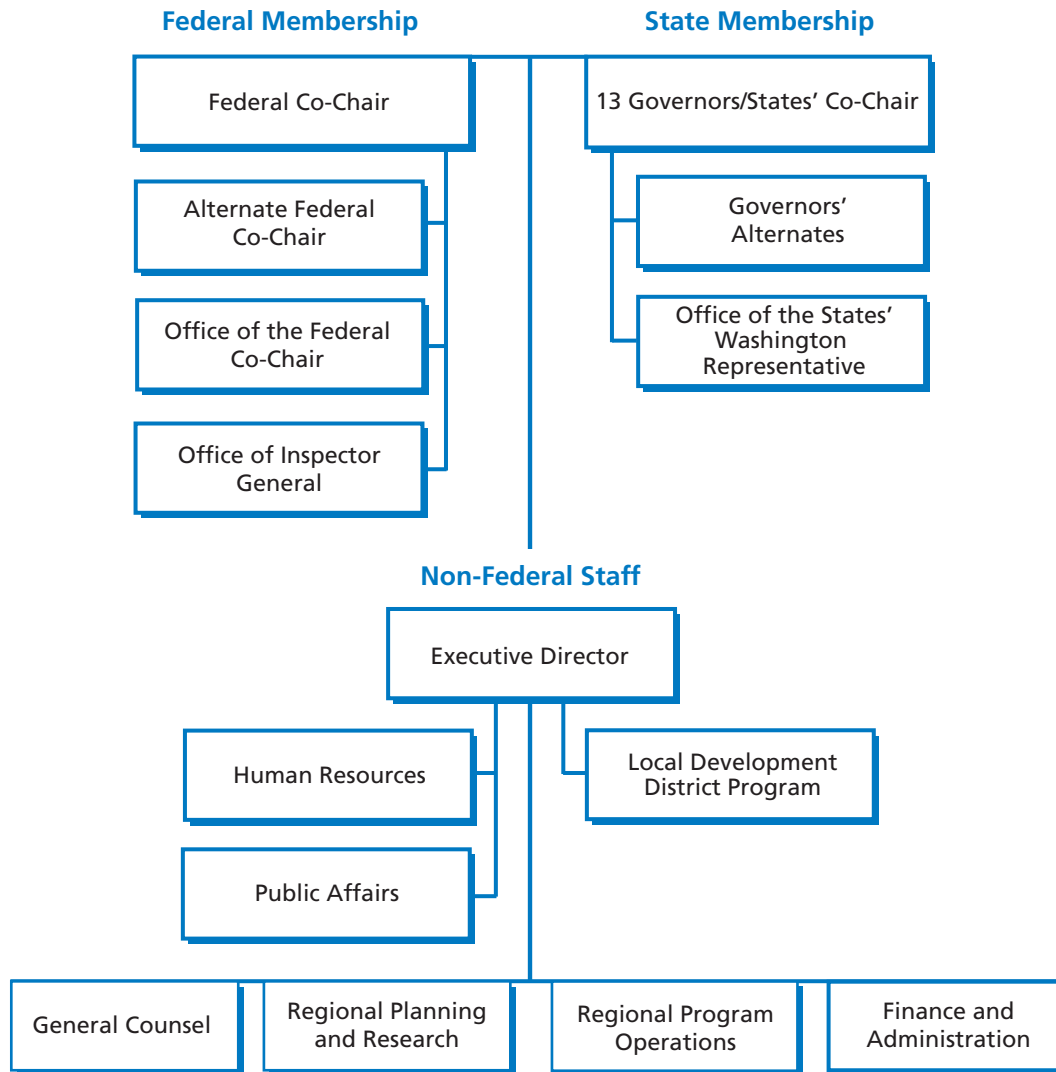 Federal Membership
State Membership
Federal Co-Chair
13 Governors/States’ Co-Chair
Alternate Federal
Co-Chair
Governors’
Alternates
Office of the Federal
Co-Chair
Office of the States’
Washington
Representative
Office of Inspector
General
Non-Federal Staff
Executive Director
Human Resources
Local Development
District Program
Public Affairs
General Counsel
Regional Planning
and Research
Regional Program
Operations
Finance and
Administration